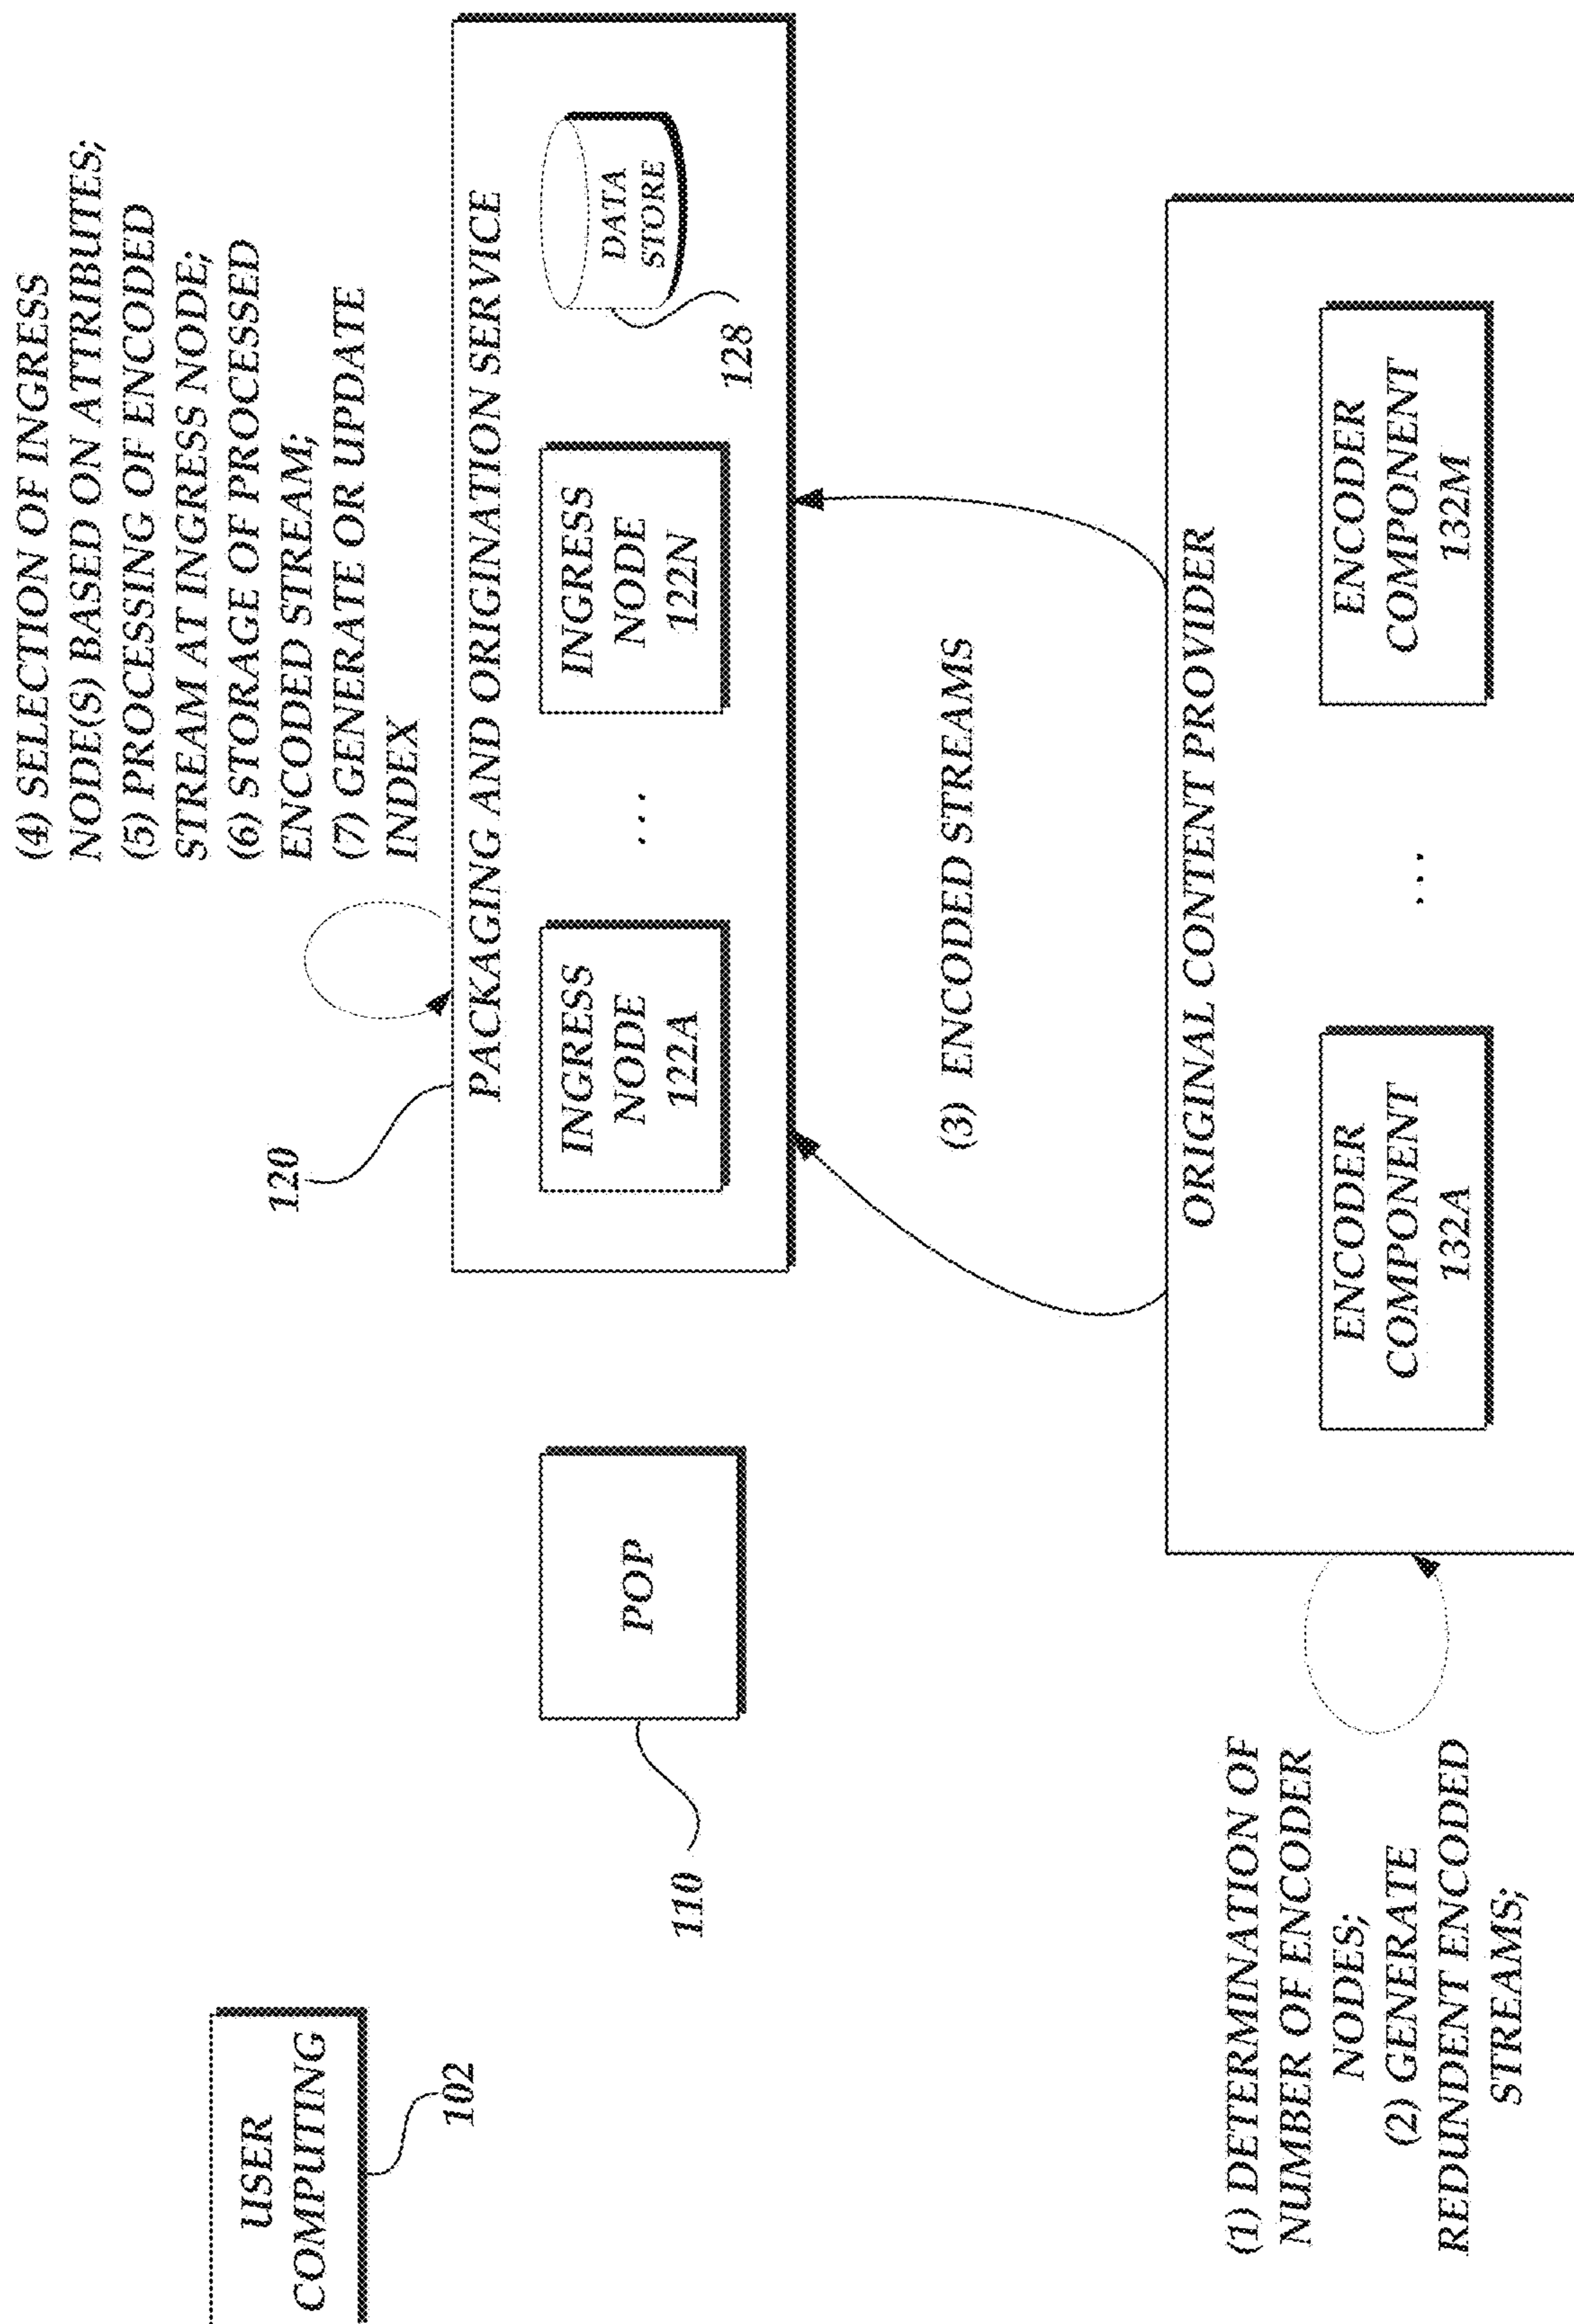 (4) SELECTION OF INGRESS
NODE(S) BASED ON ATTRIBUTES;
(5) PROCESSING OF ENCODED
STREAM AT INGRESS NODE;
(6) STORAGE OF PROCESSED
ENCODED STREAM;
(7) GENERATE OR UPDATE
INDEX
USER
COMPUTING
102
110
POP
120
PACKAGING AND ORIGINATION SERVICE
INGRESS
NODE
122A
...
INGRESS
NODE
122N
DATA
STORE
128
(3) ENCODED STREAMS
(1) DETERMINATION OF
NUMBER OF ENCODER
NODES;
(2) GENERATE
REDUNDENT ENCODED
STREAMS;
ORIGINAL CONTENT PROVIDER
ENCODER
COMPONENT
132A
...
ENCODER
COMPONENT
132M